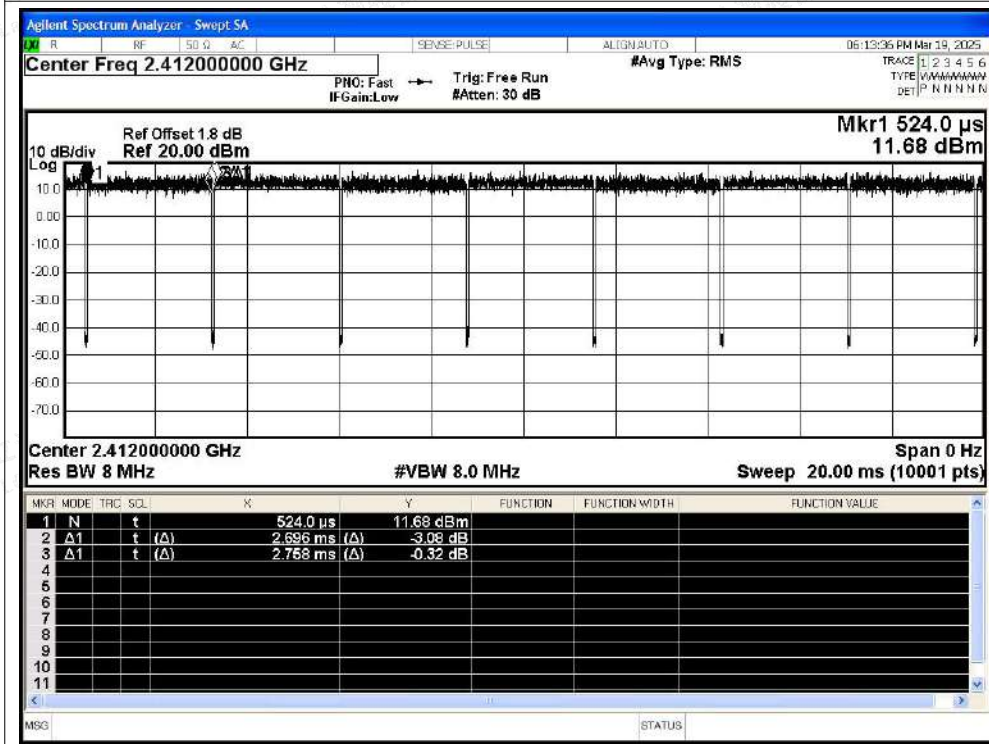 Agilent Spectrum Analyzer - Swept SA
LXI R RF 50 Ω AC SENSE:PULSE ALIGN AUTO 06:13:36 PM Mar 19, 2025
Center Freq 2.412000000 GHz #Avg Type: RMS TRACE 1 2 3 4 5 6
PNO: Fast Trig: Free Run TYPE WWWWWW
IFGain:Low #Atten: 30 dB DET P N N N N N
Mkr1 524.0 µs
Ref Offset 1.8 dB
10 dB/div Ref 20.00 dBm 11.68 dBm
Log
1
10.0
0.00
-10.0
-20.0
-30.0
-40.0
-50.0
-60.0
-70.0
Center 2.412000000 GHz Span 0 Hz
Res BW 8 MHz #VBW 8.0 MHz Sweep 20.00 ms (10001 pts)
MKR MODE TRC SCL X Y FUNCTION FUNCTION WIDTH FUNCTION VALUE
1 N t 524.0 µs 11.68 dBm
2 Δ1 t (Δ) 2.696 ms (Δ) -3.08 dB
3 Δ1 t (Δ) 2.758 ms (Δ) -0.32 dB
4
5
6
7
8
9
10
11
MSG STATUS